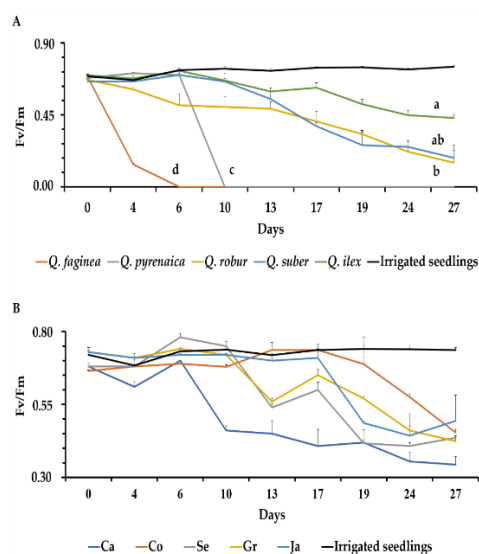 A
0.90
0.45
0.00
Fv/Fm
a
ab
b
c
d
0 4 6 10 13 17 19 24 27
Days
Q. faginea Q. pyrenaica Q. robur Q. suber Q. ilex Irrigated seedlings
B
0.80
0.55
0.30
Fv/Fm
0 4 6 10 13 17 19 24 27
Days
Ca Co Se Gr Ja Irrigated seedlings